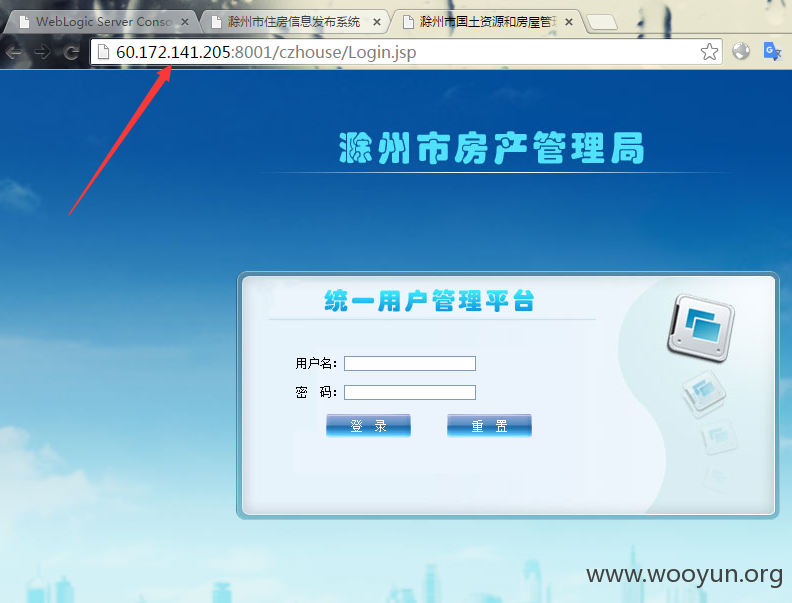 WebLogic Server Conso
滁州市住房信息发布系统
滁州市国土资源和房屋管
60.172.141.205:8001/czhouse/Login.jsp
滁州市房产管理局
统一用户管理平台
用户名：
密 码：
登 录
重 置
www.wooyun.org